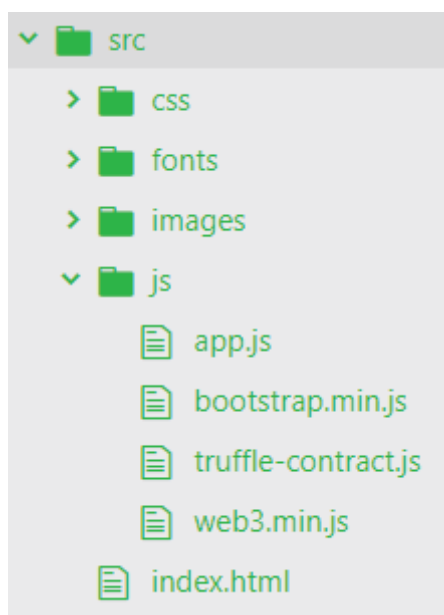 src
css
fonts
images
js
app.js
bootstrap.min.js
truffle-contract.js
web3.min.js
index.html